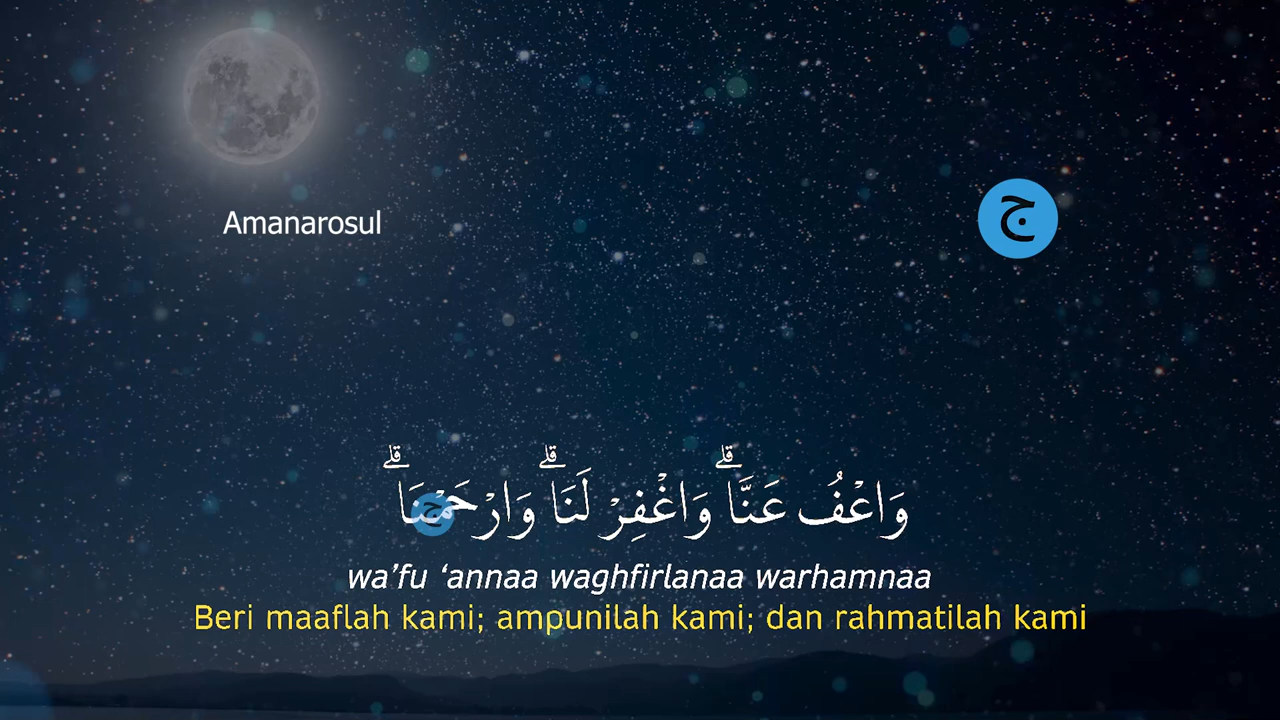 Amanarosul
ج
وَاعْفُ عَنَّاۗ وَاغْفِرْ لَنَاۗ وَارْحَمْنَاۗ
ج
wa’fu ‘annaa waghfirlanaa warhamnaa
Beri maaflah kami; ampunilah kami; dan rahmatilah kami